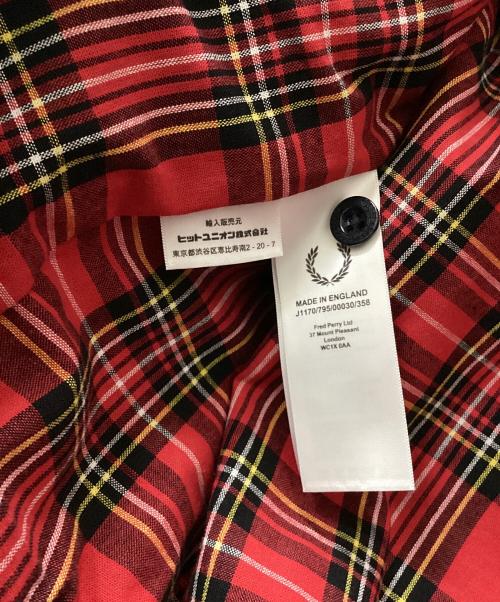 輸入販売元
ヒットユニオン株式会社
東京都渋谷区恵比寿南2-20-7
MADE IN ENGLAND
J1170/795/00030/358
Fred Perry Ltd
37 Mount Pleasant
London
WC1X 0AA